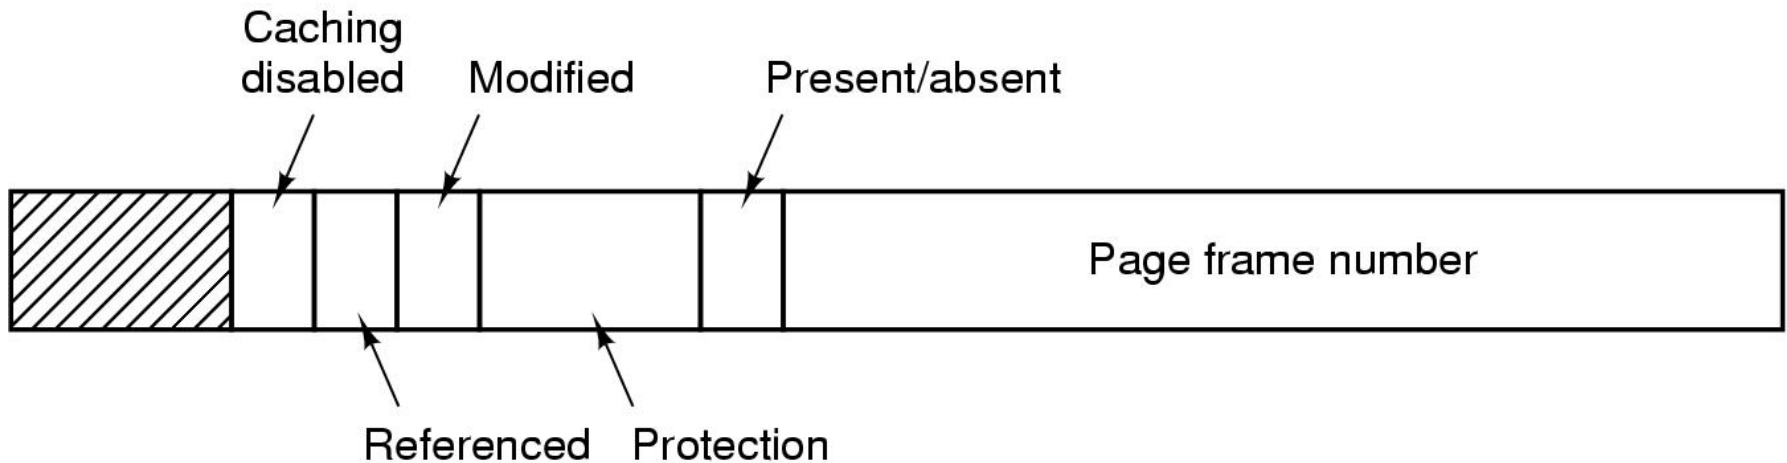 Caching
disabled
Modified
Present/absent
Page frame number
Referenced
Protection